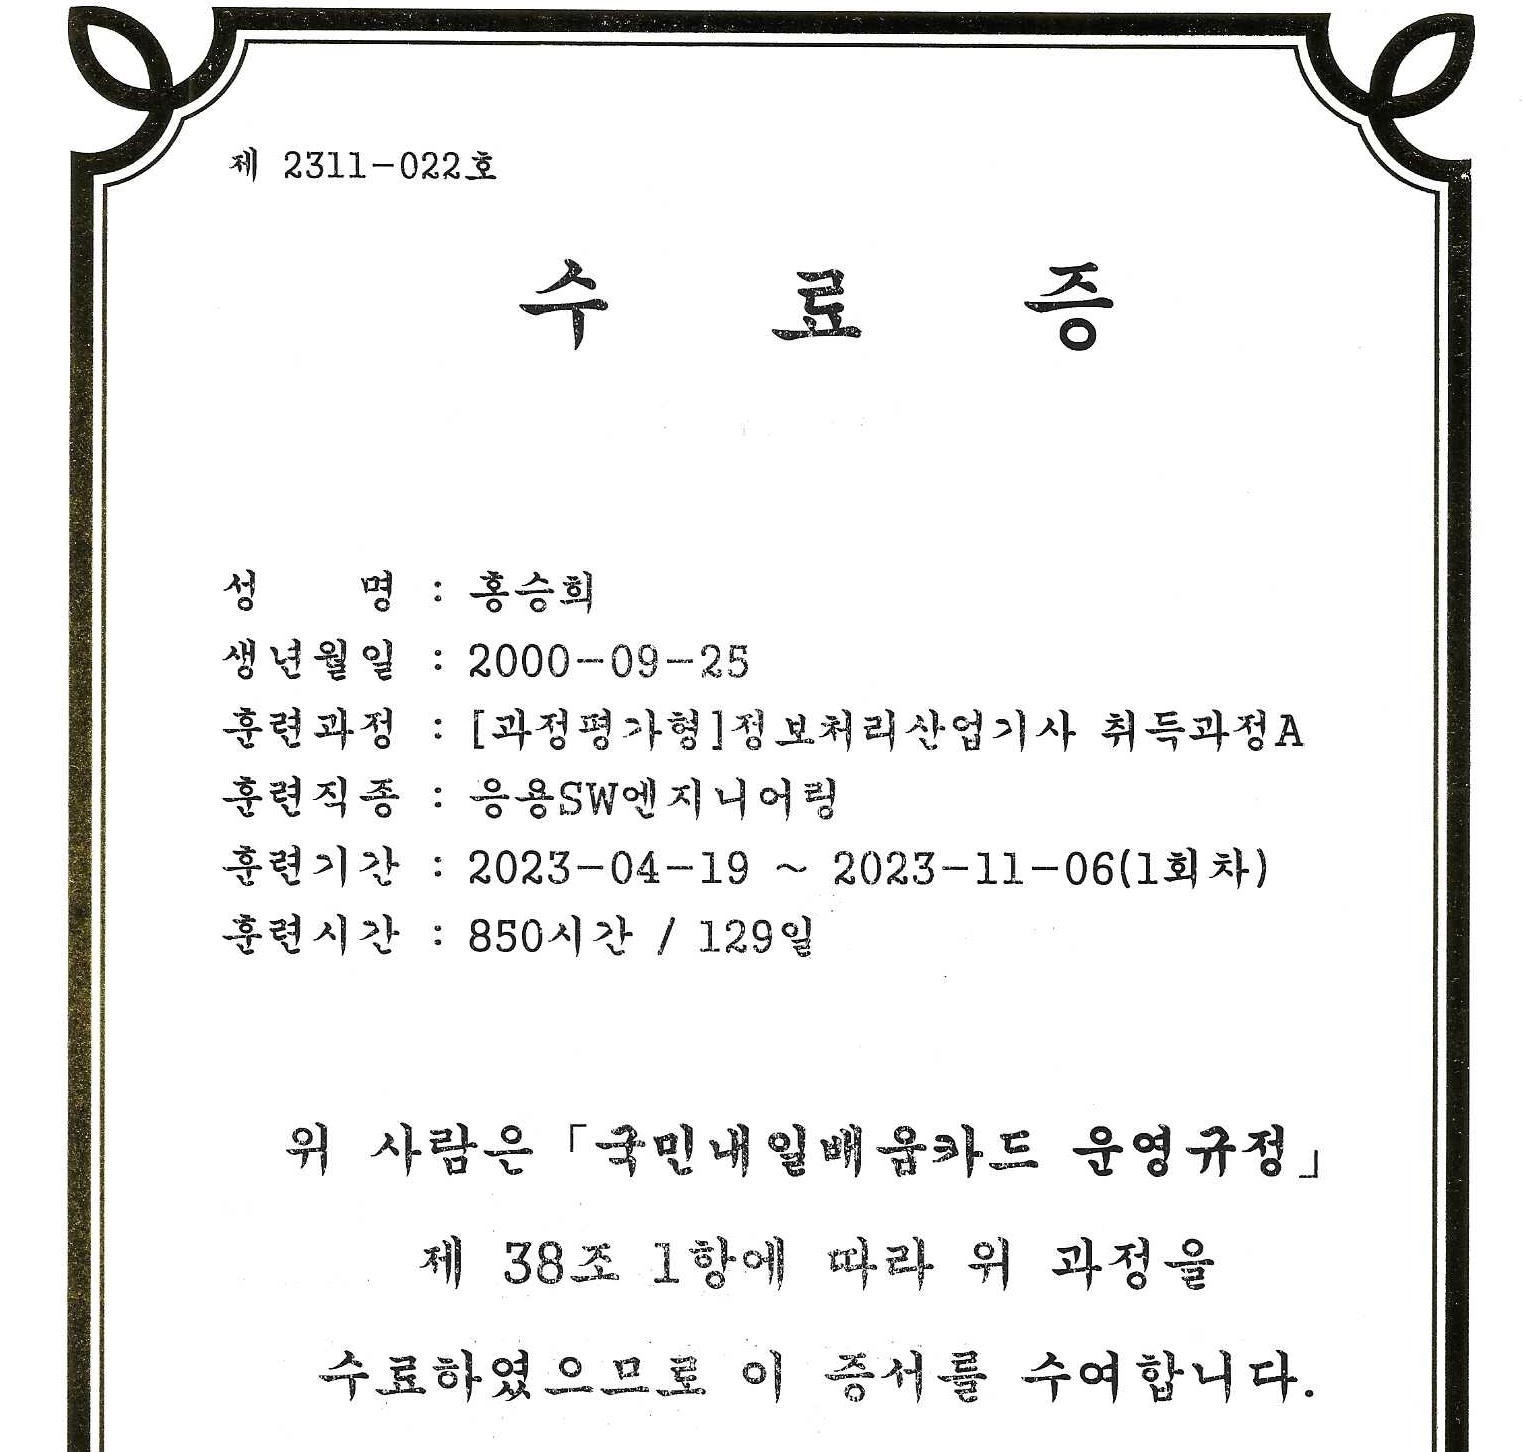 제 2311-022호
수 료 증
성 명 : 홍승희
생년월일 : 2000-09-25
훈련과정 : [과정평가형]정보처리산업기사 취득과정A
훈련직종 : 응용SW엔지니어링
훈련기간 : 2023-04-19 ~ 2023-11-06(1회차)
훈련시간 : 850시간 / 129일
위 사람은 「국민내일배움카드 운영규정」
제 38조 1항에 따라 위 과정을
수료하였으므로 이 증서를 수여합니다.